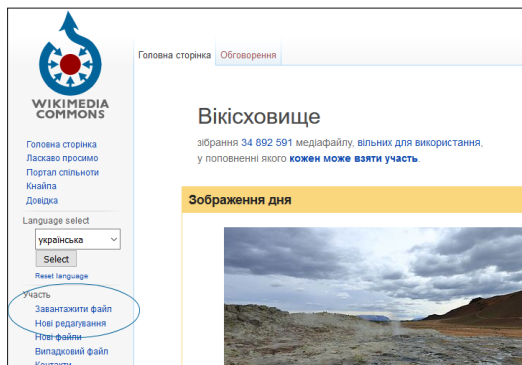 WIKIMEDIA
COMMONS
Головна сторінка
Ласкаво просимо
Портал спільноти
Кнайпа
Довідка
Language select
українська
Select
Reset language
Участь
Завантажити файл
Нові редагування
Нові файли
Випадковий файл
Контакти
Головна сторінка Обговорення
Вікісховище
зібрання 34 892 591 медіафайлу, вільних для використання,
у поповненні якого кожен може взяти участь.
Зображення дня